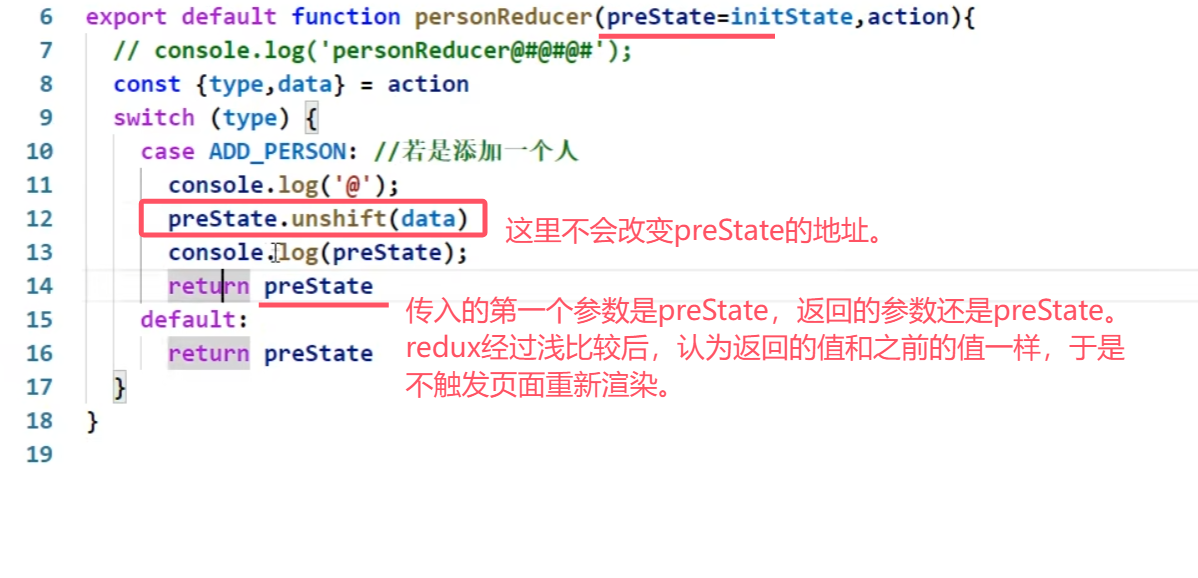 6 export default function personReducer(preState=initState,action){
7 // console.log('personReducer@#@#@#');
8 const {type,data} = action
9 switch (type) {
10 case ADD_PERSON: //若是添加一个人
11 console.log('@');
12 preState.unshift(data)
这里不会改变preState的地址。
13 console.log(preState);
14 return preState
传入的第一个参数是preState，返回的参数还是preState。
redux经过浅比较后，认为返回的值和之前的值一样，于是
不触发页面重新渲染。
15 default:
16 return preState
17 }
18 }
19